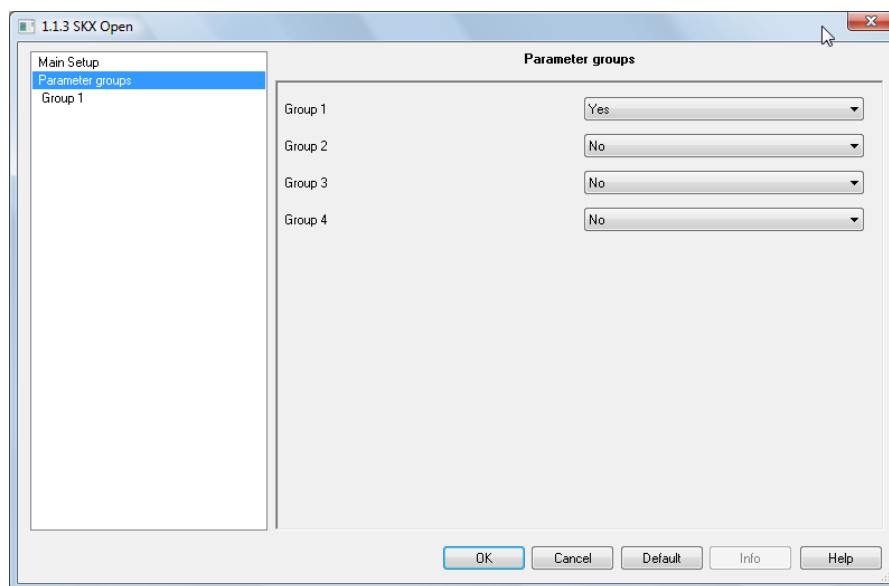 1.1.3 SKX Open
Main Setup
Parameter groups
Group 1
Parameter groups
Group 1 Yes
Group 2 No
Group 3 No
Group 4 No
OK Cancel Default Info Help